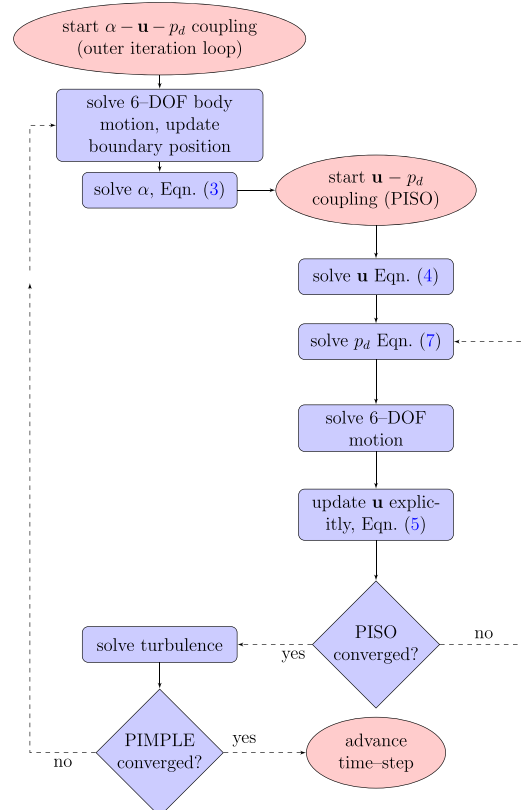 start α − u − p_d coupling
(outer iteration loop)
solve 6–DOF body
motion, update
boundary position
solve α, Eqn. (3)
start u − p_d
coupling (PISO)
solve u Eqn. (4)
solve p_d Eqn. (7)
solve 6–DOF
motion
update u explic-
itly, Eqn. (5)
PISO
converged?
no
yes
solve turbulence
PIMPLE
converged?
yes
no
advance
time–step